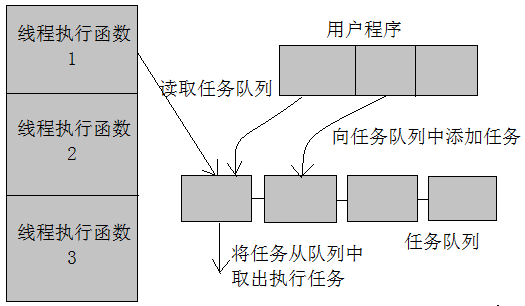 线程执行函数
1
线程执行函数
2
线程执行函数
3
用户程序
读取任务队列
向任务队列中添加任务
任务队列
将任务从队列中
取出执行任务